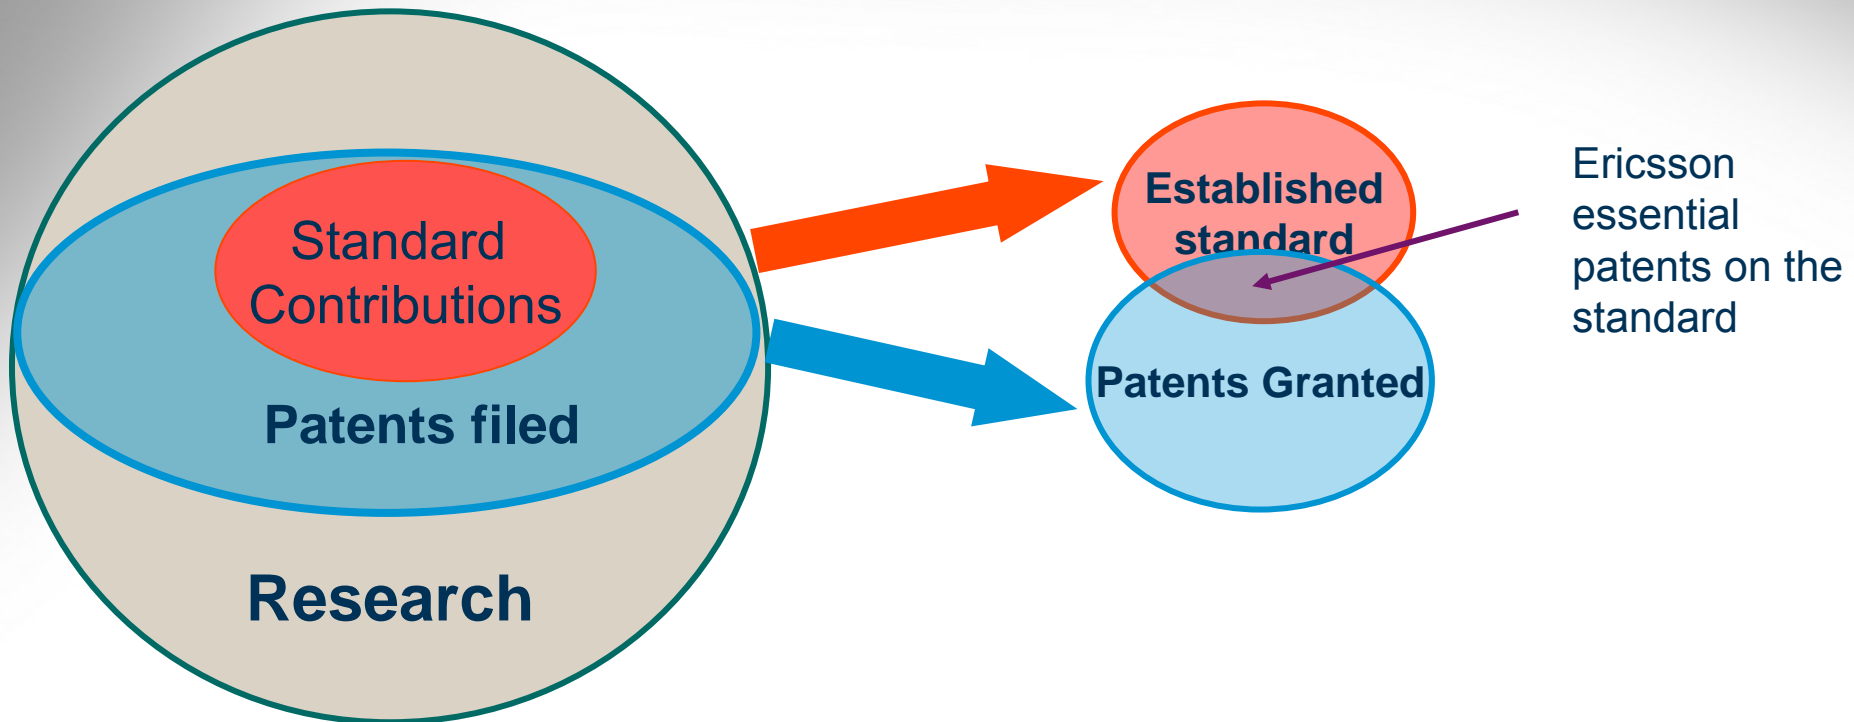 Standard
Contributions
Patents filed
Research
Established
standard
Patents Granted
Ericsson
essential
patents on the
standard